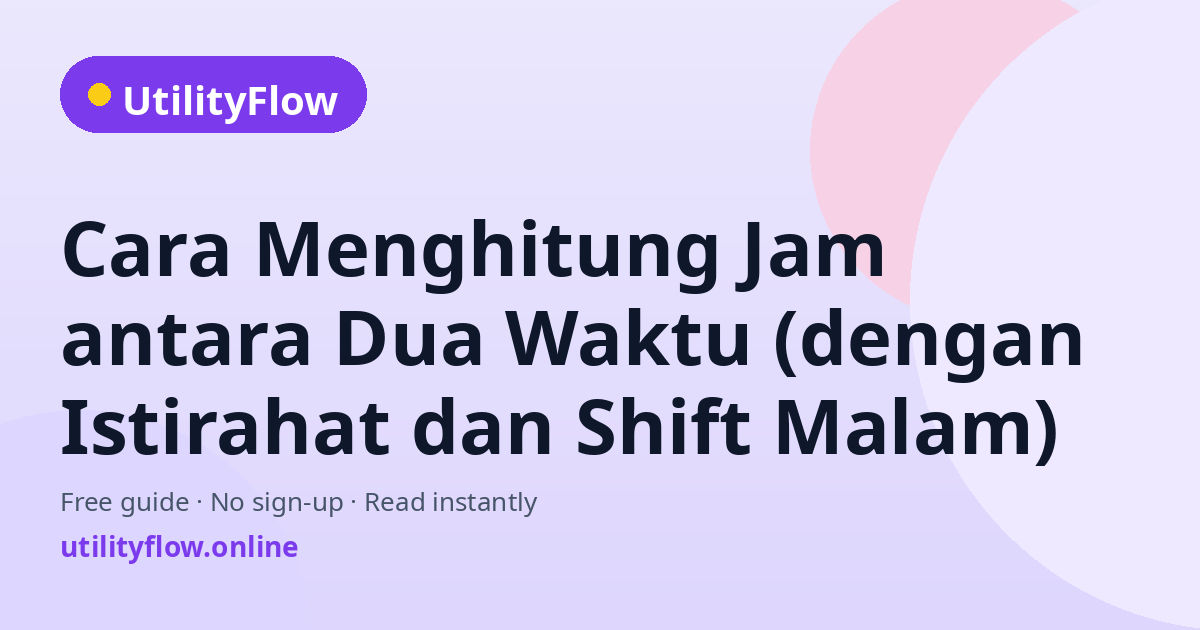 UtilityFlow
Cara Menghitung Jam
antara Dua Waktu (dengan
Istirahat dan Shift Malam)
Free guide · No sign-up · Read instantly
utilityflow.online